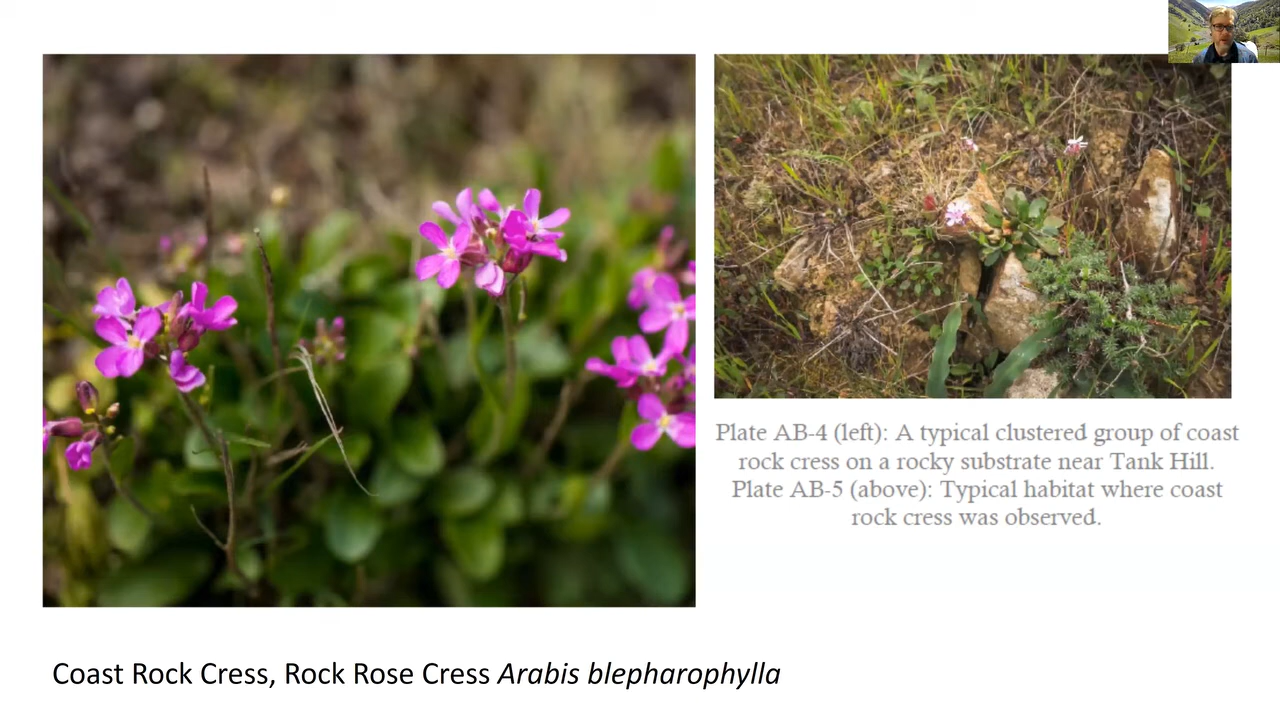 Plate AB-4 (left): A typical clustered group of coast
rock cress on a rocky substrate near Tank Hill.
Plate AB-5 (above): Typical habitat where coast
rock cress was observed.
Coast Rock Cress, Rock Rose Cress Arabis blepharophylla